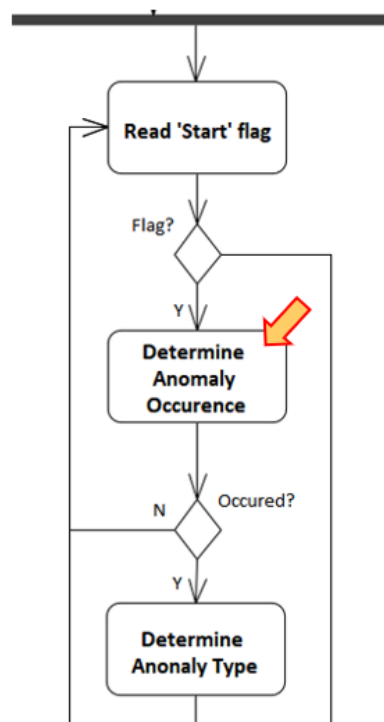 Read 'Start' flag
Flag?
Y
Determine
Anomaly
Occurence
N
Occured?
Y
Determine
Anonaly Type